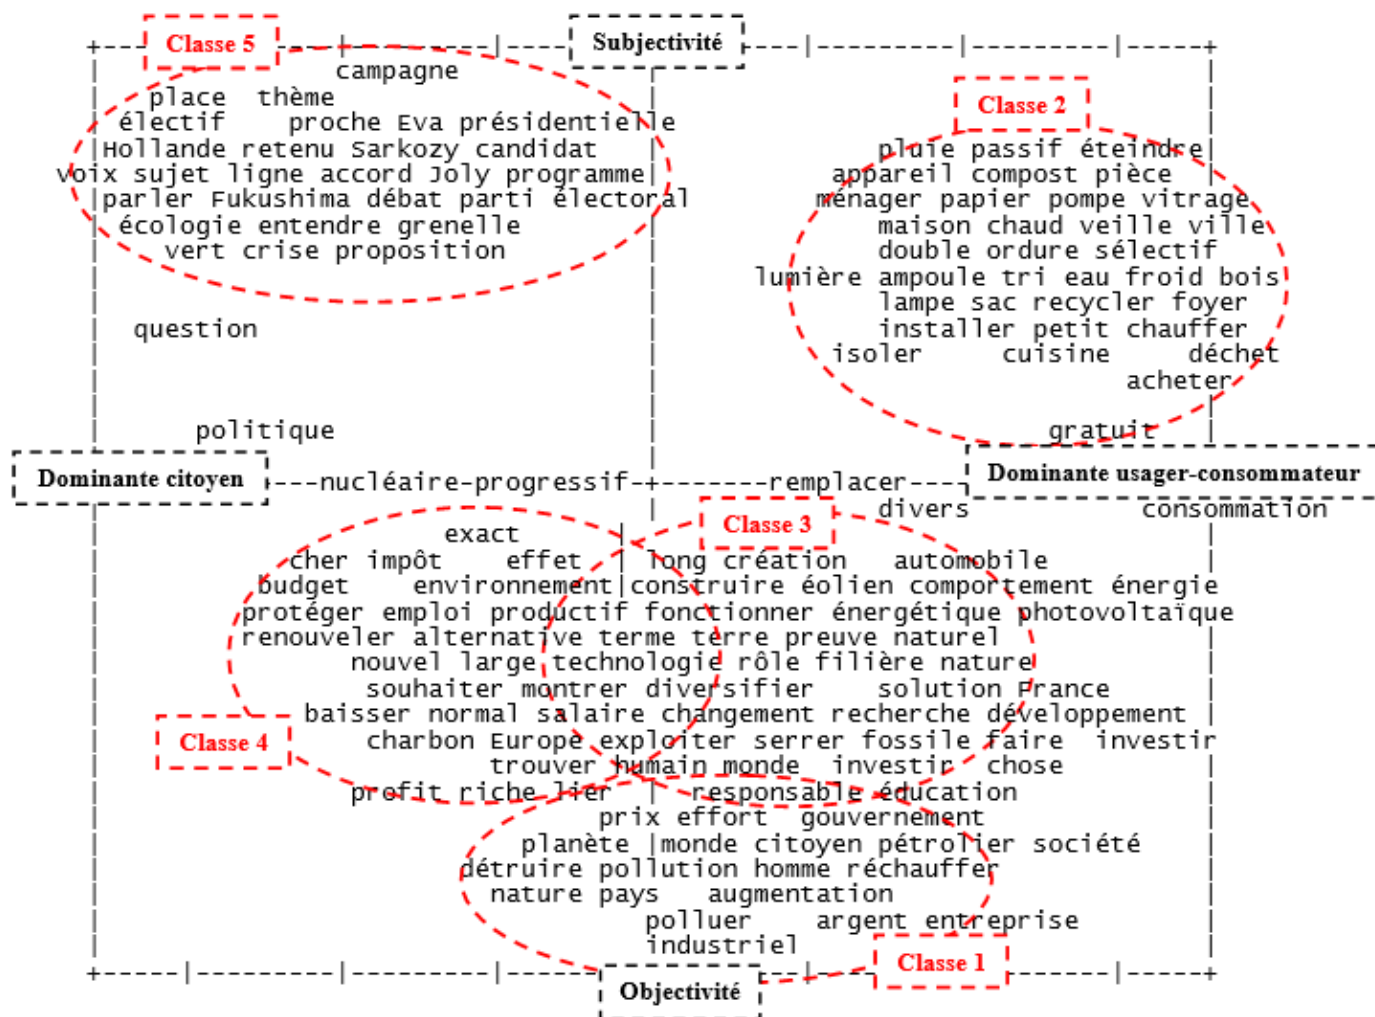 Classe 5 Subjectivité
campagne
place thème Classe 2
électif proche Eva présidentielle
Hollande retenu Sarkozy candidat pluie passif éteindre
voix sujet ligne accord Joly programme appareil compost pièce
parler Fukushima débat parti électoral ménager papier pompe vitrage
écologie entendre grenelle maison chaud veille ville
vert crise proposition double ordure sélectif
lumière ampoule tri eau froid bois
lampe sac recycler foyer
question installer petit chauffer
isoler cuisine déchet
acheter
politique gratuit
Dominante citoyen nucléaire-progressif remplacer Dominante usager-consommateur
divers consommation
exact Classe 3
cher impôt effet long création automobile
budget environnement construire éolien comportement énergie
protéger emploi productif fonctionner énergétique photovoltaïque
renouveler alternative terme terre preuve naturel
nouvel large technologie rôle filière nature
souhaiter montrer diversifier solution France
baisser normal salaire changement recherche développement
Classe 4 charbon Europe exploiter serrer fossile faire investir
trouver humain monde investir chose
profit riche lier responsable éducation
prix effort gouvernement
planète monde citoyen pétrolier société
détruire pollution homme réchauffer
nature pays augmentation
polluer argent entreprise
industriel
Classe 1
Objectivité